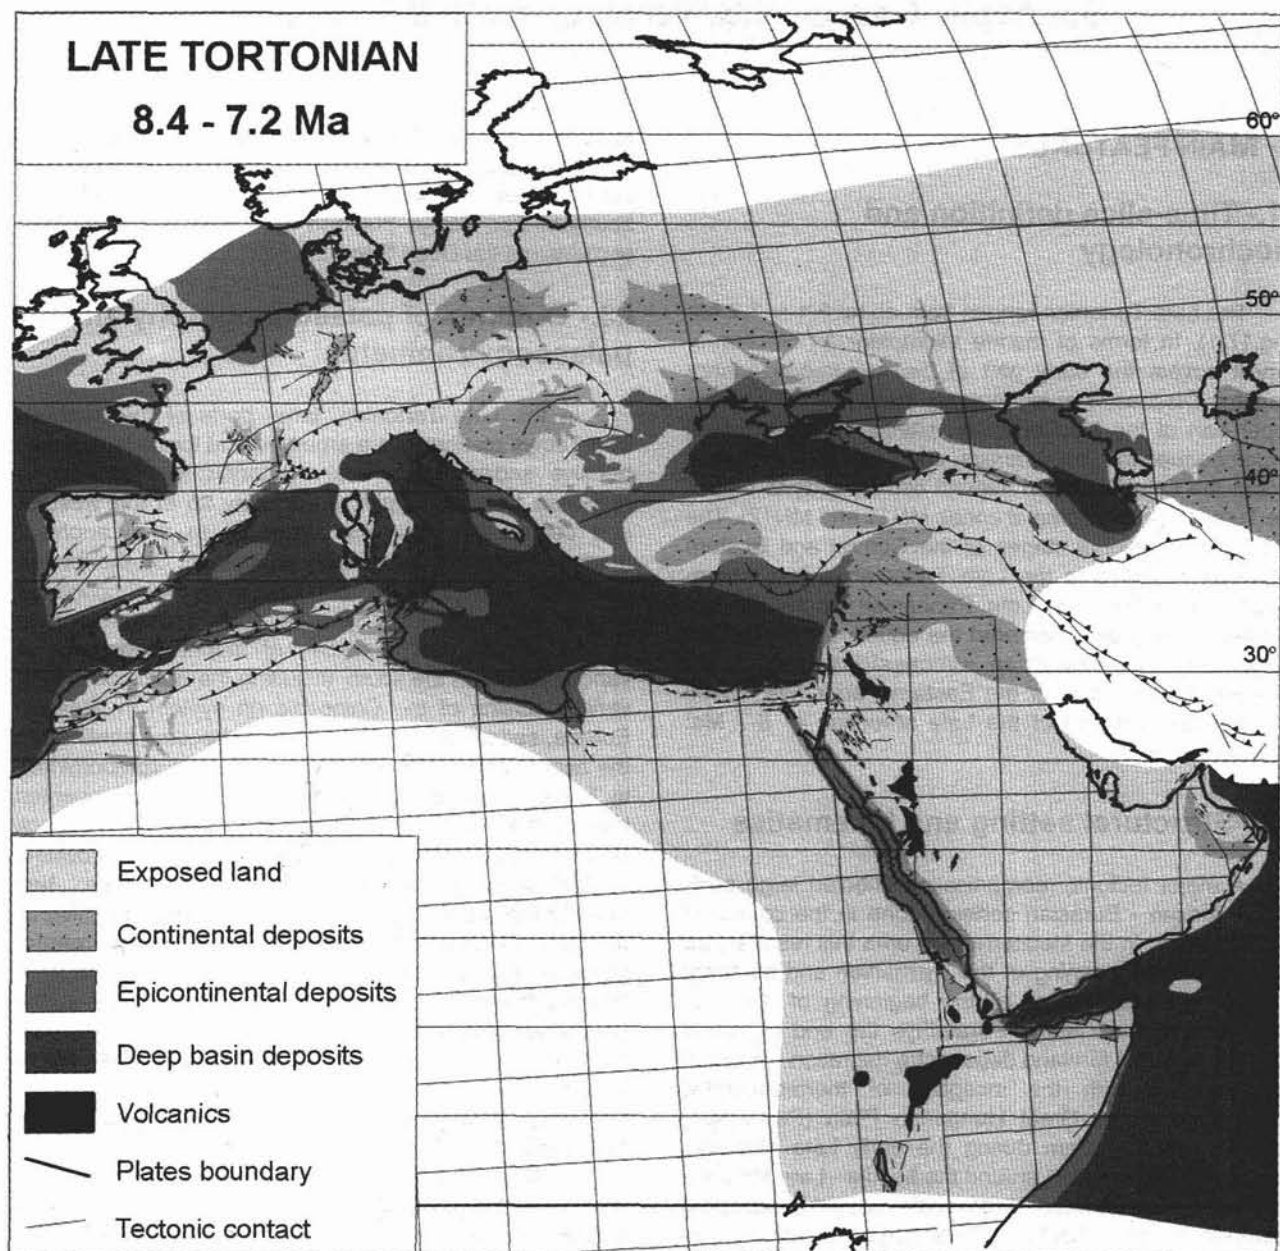 LATE TORTONIAN
8.4 - 7.2 Ma
60°
50°
40°
30°
20°
Exposed land
Continental deposits
Epicontinental deposits
Deep basin deposits
Volcanics
Plates boundary
Tectonic contact